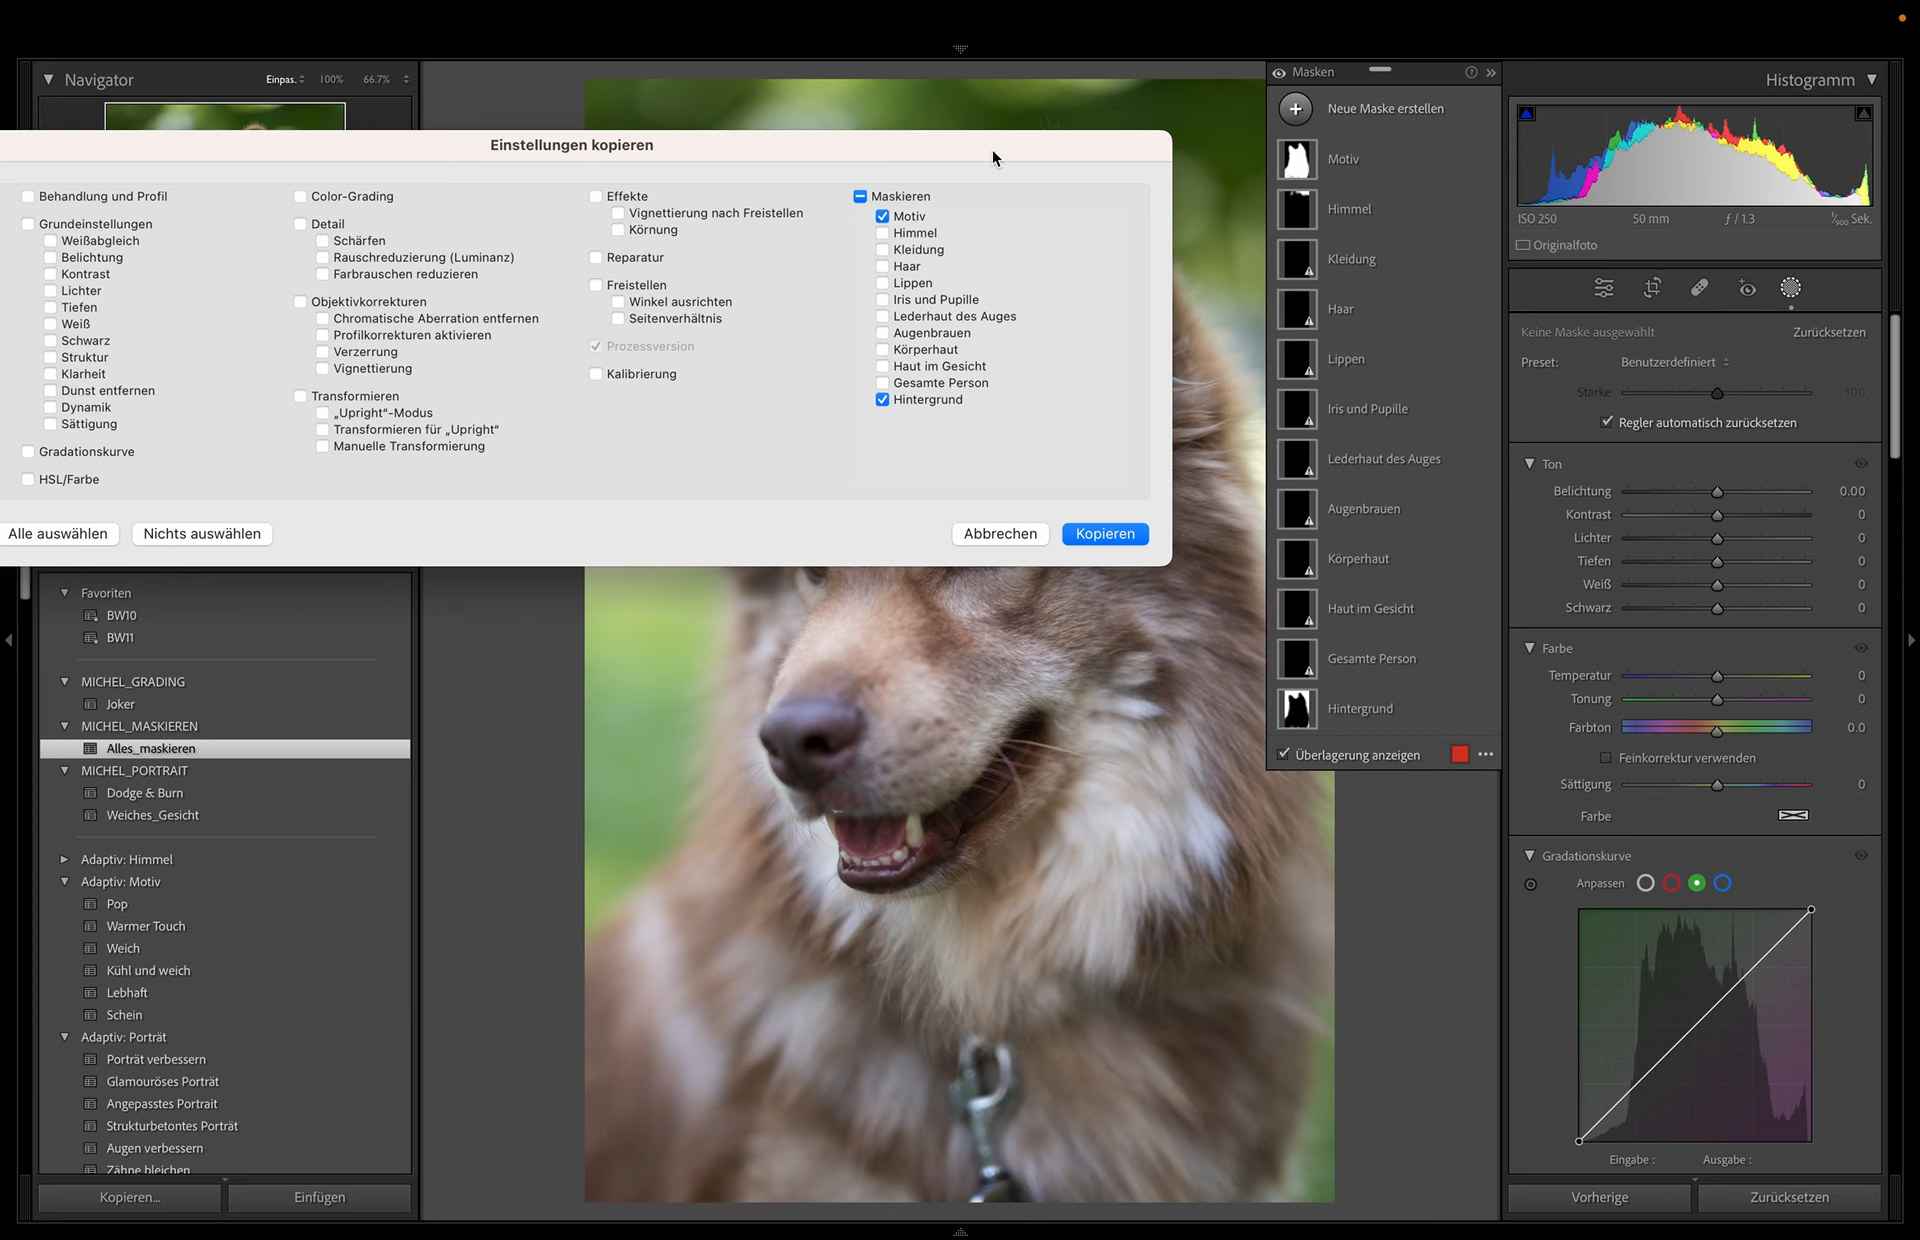 Navigator
Einpas.
100%
66.7%
Einstellungen kopieren
Behandlung und Profil
Grundeinstellungen
Weißabgleich
Belichtung
Kontrast
Lichter
Tiefen
Weiß
Schwarz
Struktur
Klarheit
Dunst entfernen
Dynamik
Sättigung
Gradationskurve
HSL/Farbe
Color-Grading
Detail
Schärfen
Rauschreduzierung (Luminanz)
Farbrauschen reduzieren
Objektivkorrekturen
Chromatische Aberration entfernen
Profilkorrekturen aktivieren
Verzerrung
Vignettierung
Transformieren
„Upright“-Modus
Transformieren für „Upright“
Manuelle Transformierung
Effekte
Vignettierung nach Freistellen
Körnung
Reparatur
Freistellen
Winkel ausrichten
Seitenverhältnis
Prozessversion
Kalibrierung
Maskieren
Motiv
Himmel
Kleidung
Haar
Lippen
Iris und Pupille
Lederhaut des Auges
Augenbrauen
Körperhaut
Haut im Gesicht
Gesamte Person
Hintergrund
Alle auswählen
Nichts auswählen
Abbrechen
Kopieren
Favoriten
BW10
BW11
MICHEL_GRADING
Joker
MICHEL_MASKIEREN
Alles_maskieren
MICHEL_PORTRAIT
Dodge & Burn
Weiches_Gesicht
Adaptiv: Himmel
Adaptiv: Motiv
Pop
Warmer Touch
Weich
Kühl und weich
Lebhaft
Schein
Adaptiv: Porträt
Porträt verbessern
Glamouröses Porträt
Angepasstes Portrait
Strukturbetontes Porträt
Augen verbessern
Zähne bleichen
Kopieren...
Einfügen
Masken
Neue Maske erstellen
Motiv
Himmel
Kleidung
Haar
Lippen
Iris und Pupille
Lederhaut des Auges
Augenbrauen
Körperhaut
Haut im Gesicht
Gesamte Person
Hintergrund
Überlagerung anzeigen
Histogramm
ISO 250
50 mm
ƒ / 1.3
1/900 Sek.
Originalfoto
Keine Maske ausgewählt
Zurücksetzen
Preset:
Benutzerdefiniert
Stärke
100
Regler automatisch zurücksetzen
Ton
Belichtung
0.00
Kontrast
0
Lichter
0
Tiefen
0
Weiß
0
Schwarz
0
Farbe
Temperatur
0
Tonung
0
Farbton
0.0
Feinkorrektur verwenden
Sättigung
0
Farbe
Gradationskurve
Anpassen
Eingabe :
Ausgabe :
Vorherige
Zurücksetzen